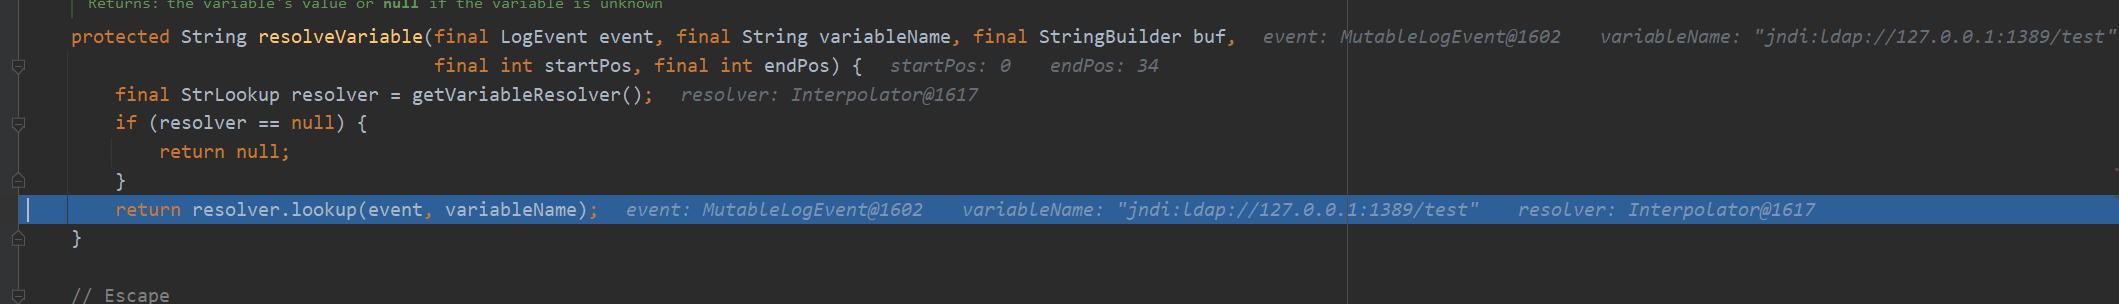 Returns: the variable's value or null if the variable is unknown
protected String resolveVariable(final LogEvent event, final String variableName, final StringBuilder buf,   event: MutableLogEvent@1602   variableName: "jndi:ldap://127.0.0.1:1389/test"
final int startPos, final int endPos) {   startPos: 0   endPos: 34
final StrLookup resolver = getVariableResolver();   resolver: Interpolator@1617
if (resolver == null) {
return null;
}
return resolver.lookup(event, variableName);   event: MutableLogEvent@1602   variableName: "jndi:ldap://127.0.0.1:1389/test"   resolver: Interpolator@1617
}
// Escape